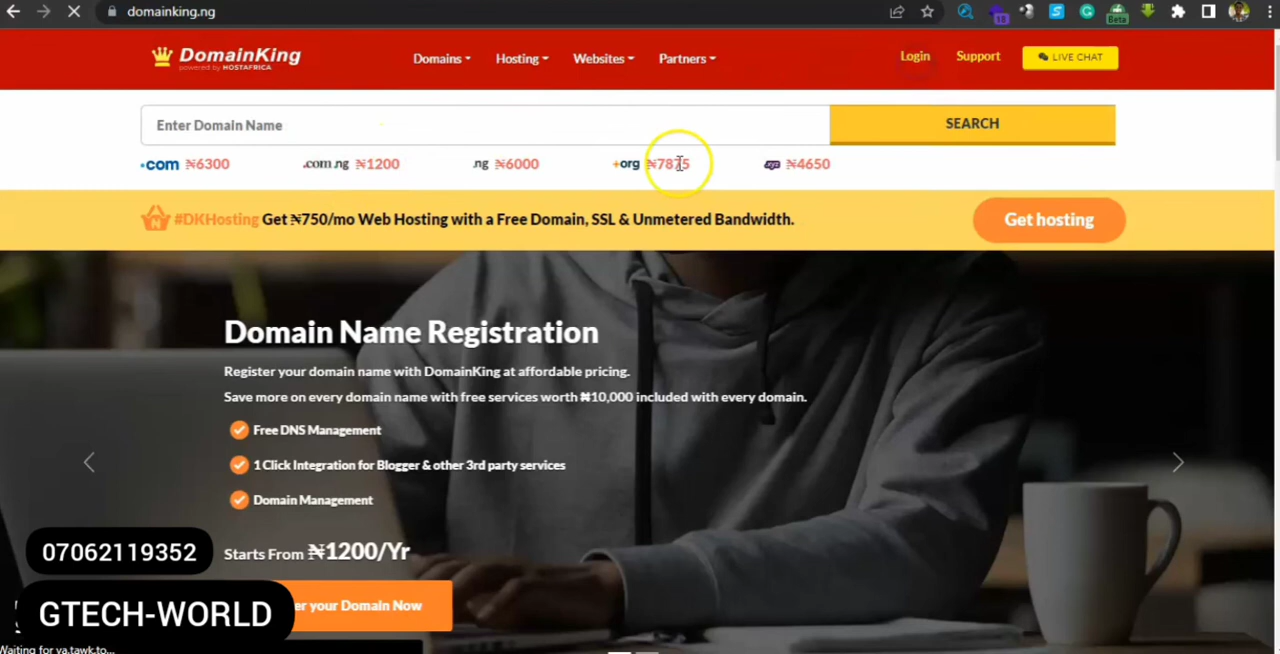 domainking.ng
18
Beta
DomainKing
powered by HOSTAFRICA
Domains
Hosting
Websites
Partners
Login
Support
LIVE CHAT
Enter Domain Name
SEARCH
.com ₦6300
.com.ng ₦1200
.ng ₦6000
org ₦7875
xyz ₦4650
#DKHosting Get ₦750/mo Web Hosting with a Free Domain, SSL & Unmetered Bandwidth.
Get hosting
Domain Name Registration
Register your domain name with DomainKing at affordable pricing.
Save more on every domain name with free services worth ₦10,000 included with every domain.
Free DNS Management
1 Click Integration for Blogger & other 3rd party services
Domain Management
07062119352
Starts From ₦1200/Yr
GTECH-WORLD
er your Domain Now
Waiting for va.tawk.to...